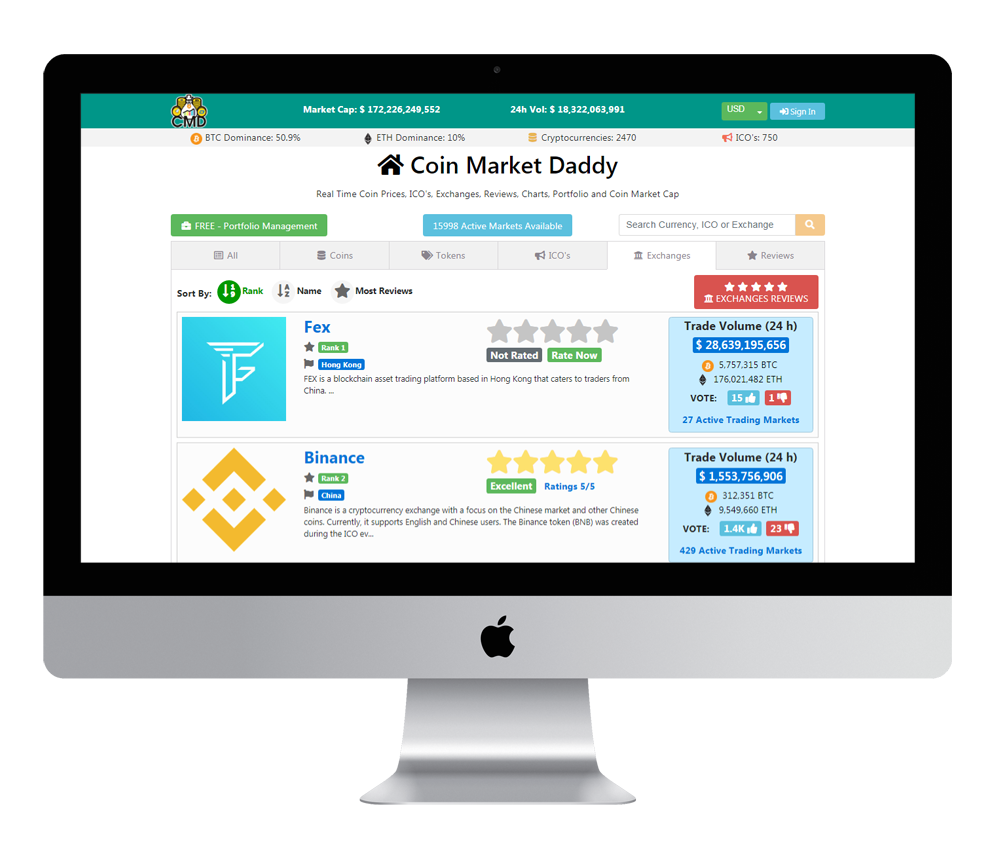 CMD
Market Cap: $ 172,226,249,552
24h Vol: $ 18,322,063,991
USD
Sign In
BTC Dominance: 50.9%
ETH Dominance: 10%
Cryptocurrencies: 2470
ICO's: 750
Coin Market Daddy
Real Time Coin Prices, ICO's, Exchanges, Reviews, Charts, Portfolio and Coin Market Cap
FREE - Portfolio Management
15998 Active Markets Available
Search Currency, ICO or Exchange
All
Coins
Tokens
ICO's
Exchanges
Reviews
Sort By:
Rank
Name
Most Reviews
EXCHANGES REVIEWS
Fex
Rank 1
Hong Kong
FEX is a blockchain asset trading platform based in Hong Kong that caters to traders from
China. ...
Not Rated
Rate Now
Trade Volume (24 h)
$ 28,639,195,656
5,757,315 BTC
176,021,482 ETH
VOTE:
15
1
27 Active Trading Markets
Binance
Rank 2
China
Binance is a cryptocurrency exchange with a focus on the Chinese market and other Chinese
coins. Currently, it supports English and Chinese users. The Binance token (BNB) was created
during the ICO ev...
Excellent
Ratings 5/5
Trade Volume (24 h)
$ 1,553,756,906
312,351 BTC
9,549,660 ETH
VOTE:
1.4K
23
429 Active Trading Markets